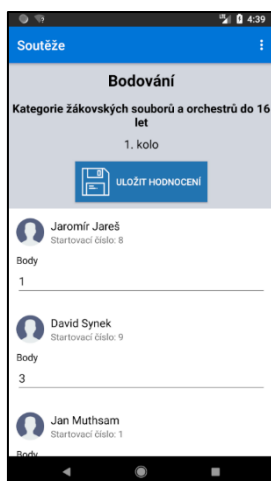 4:39
Soutěže
Bodování
Kategorie žákovských souborů a orchestrů do 16
let
1. kolo
ULOŽIT HODNOCENÍ
Jaromír Jareš
Startovací číslo: 8
Body
1
David Synek
Startovací číslo: 9
Body
3
Jan Muthsam
Startovací číslo: 1
Body